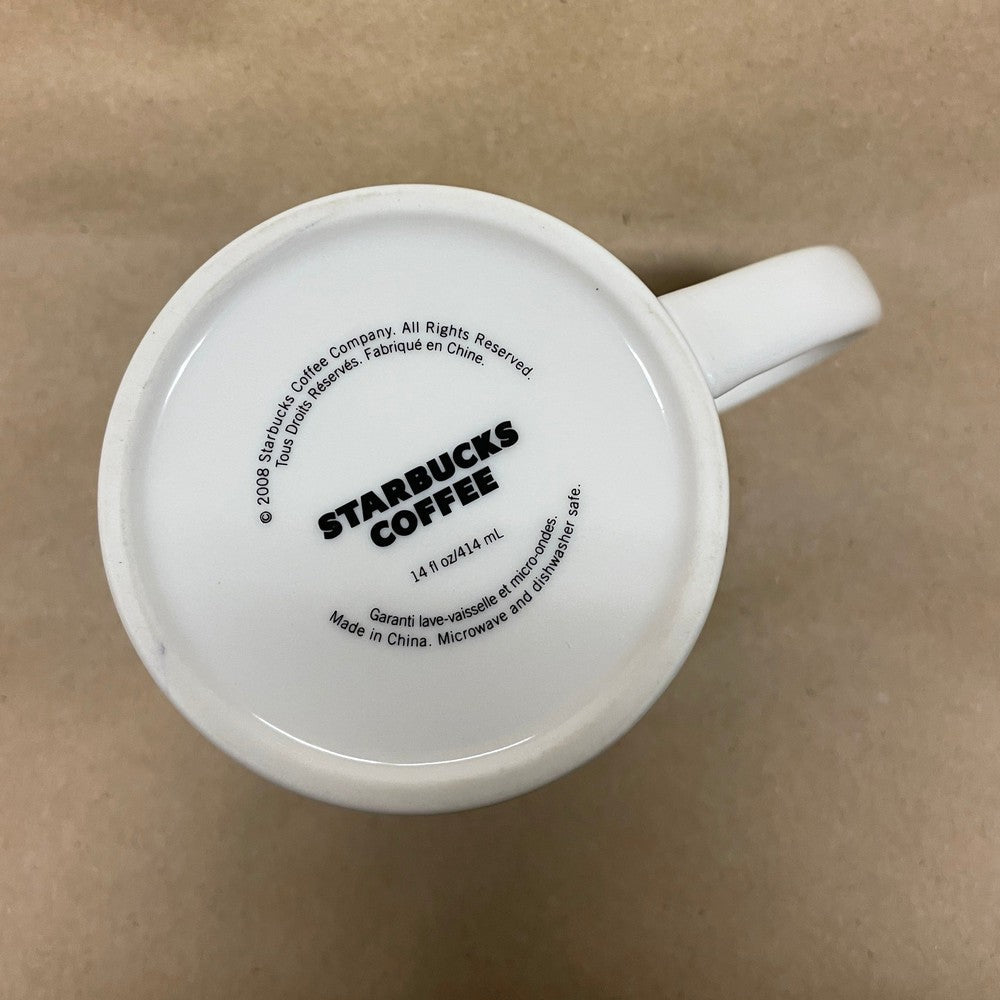 © 2008 Starbucks Coffee Company. All Rights Reserved.
Tous Droits Réservés. Fabriqué en Chine.
STARBUCKS
COFFEE
14 fl oz/414 mL
Garanti lave-vaisselle et micro-ondes.
Made in China. Microwave and dishwasher safe.